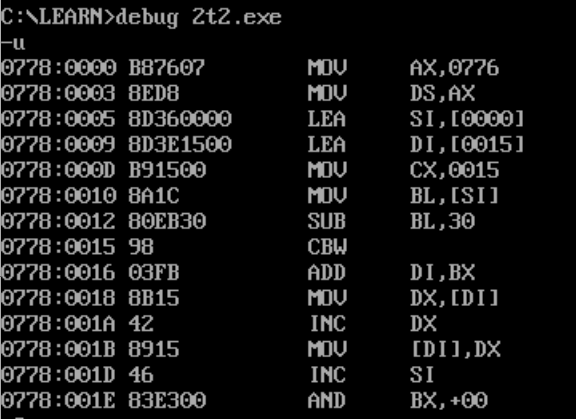 C:\LEARN>debug 2t2.exe
-u
0778:0000 B87607 MOV AX,0776
0778:0003 8ED8 MOV DS,AX
0778:0005 8D360000 LEA SI,[0000]
0778:0009 8D3E1500 LEA DI,[0015]
0778:000D B91500 MOV CX,0015
0778:0010 8A1C MOV BL,[SI]
0778:0012 80EB30 SUB BL,30
0778:0015 98 CBW
0778:0016 03FB ADD DI,BX
0778:0018 8B15 MOV DX,[DI]
0778:001A 42 INC DX
0778:001B 8915 MOV [DI],DX
0778:001D 46 INC SI
0778:001E 83E300 AND BX,+00